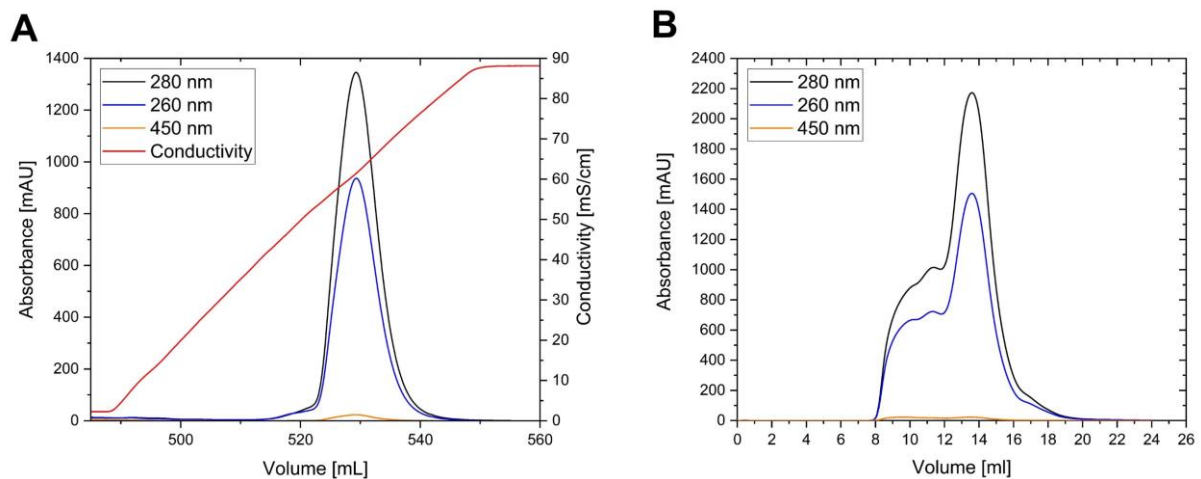 A
B
280 nm
260 nm
450 nm
Conductivity
Absorbance [mAU]
1400
1200
1000
800
600
400
200
0
Conductivity [mS/cm]
90
80
70
60
50
40
30
20
10
0
500
520
540
560
Volume [mL]
280 nm
260 nm
450 nm
Absorbance [mAU]
2400
2200
2000
1800
1600
1400
1200
1000
800
600
400
200
0
0 2 4 6 8 10 12 14 16 18 20 22 24 26
Volume [ml]